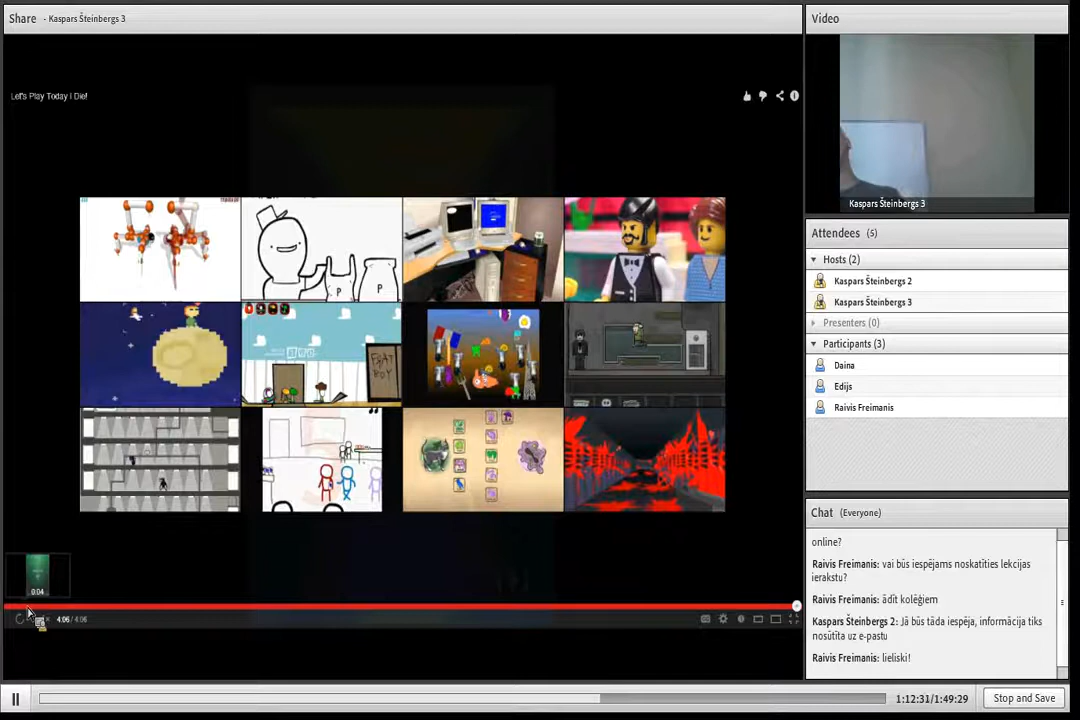 Share - Kaspars Šteinbergs 3
Let's Play Today I Die!
P P
0:04
4:06 / 4:06
Video
Kaspars Šteinbergs 3
Attendees (5)
Hosts (2)
Kaspars Šteinbergs 2
Kaspars Šteinbergs 3
Presenters (0)
Participants (3)
Daina
Edijs
Raivis Freimanis
Chat (Everyone)
online?
Raivis Freimanis: vai būs iespējams noskatīties lekcijas
ierakstu?
Raivis Freimanis: ādīt kolēģiem
Kaspars Šteinbergs 2: Jā būs tāda iespēja, informācija tiks
nosūtīta uz e-pastu
Raivis Freimanis: lieliski!
1:12:31/1:49:29
Stop and Save